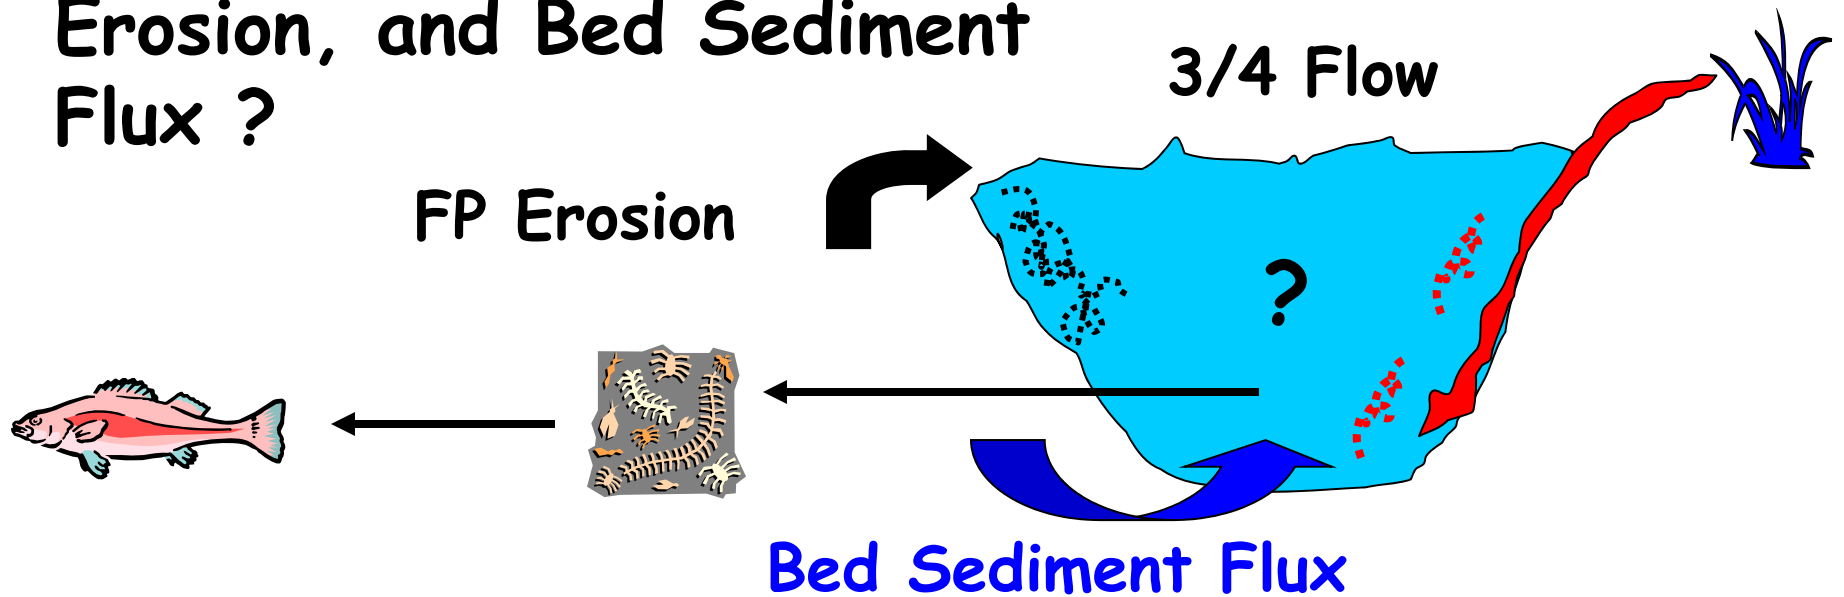 Erosion, and Bed Sediment
Flux ?
3/4 Flow
FP Erosion
?
Bed Sediment Flux